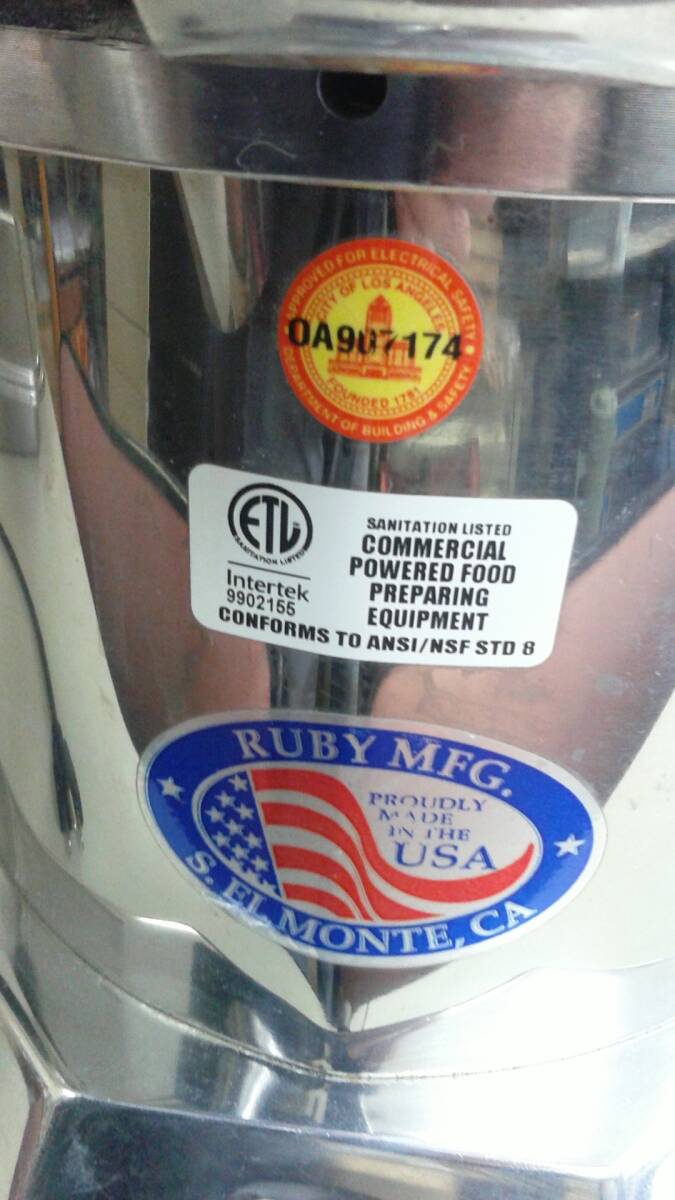 APPROVED FOR ELECTRICAL SAFETY
CITY OF LOS ANGELES
OA907174
FOUNDED 1781
DEPARTMENT OF BUILDING & SAFETY
ETL
SANITATION LISTED
Intertek
9902155
SANITATION LISTED
COMMERCIAL
POWERED FOOD
PREPARING
EQUIPMENT
CONFORMS TO ANSI/NSF STD 8
RUBY MFG.
PROUDLY
MADE
IN THE
USA
S. EL MONTE, CA